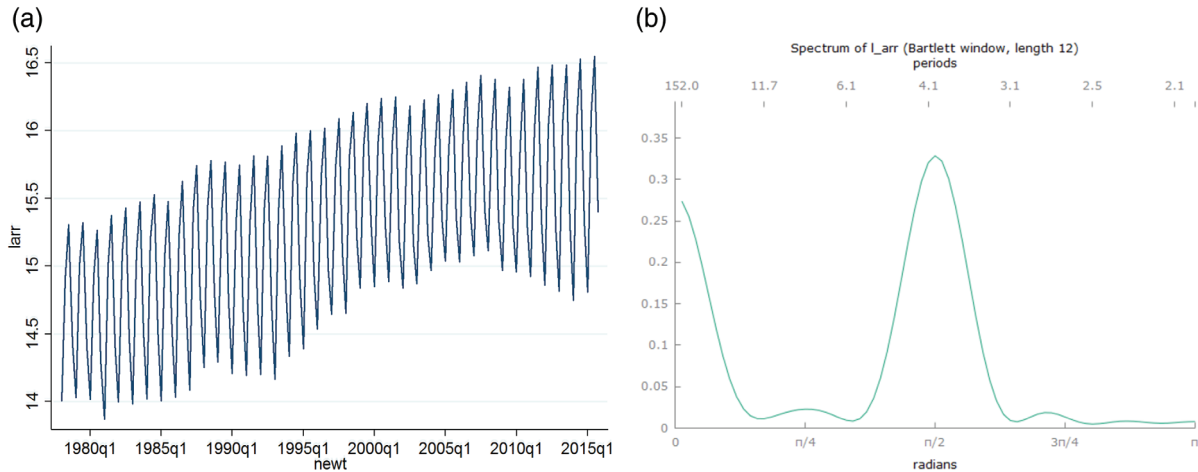 (a)
16.5
16
15.5
15
14.5
14
larr
1980q1 1985q1 1990q1 1995q1 2000q1 2005q1 2010q1 2015q1
newt
(b)
Spectrum of l_arr (Bartlett window, length 12)
periods
152.0 11.7 6.1 4.1 3.1 2.5 2.1
0.35
0.3
0.25
0.2
0.15
0.1
0.05
0
0 π/4 π/2 3π/4 π
radians